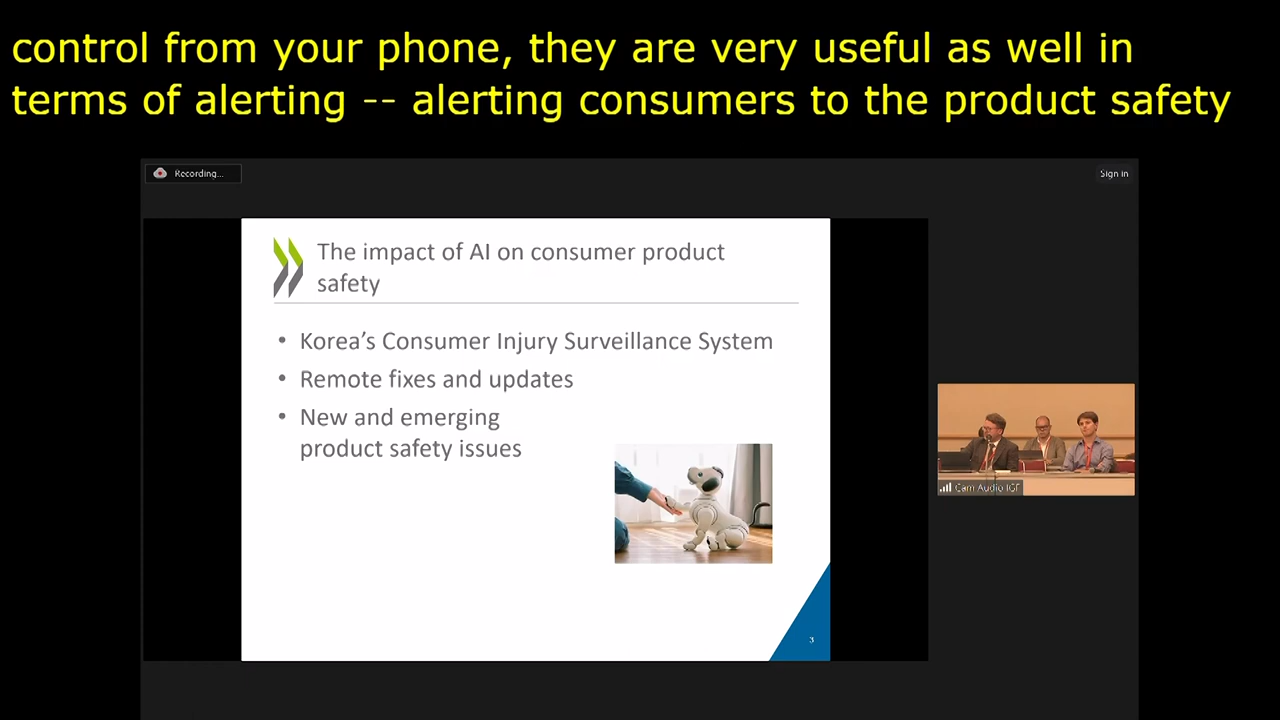 control from your phone, they are very useful as well in
terms of alerting -- alerting consumers to the product safety
Recording...
Sign in
The impact of AI on consumer product
safety
• Korea's Consumer Injury Surveillance System
• Remote fixes and updates
• New and emerging
product safety issues
Cam Audio IGF
3